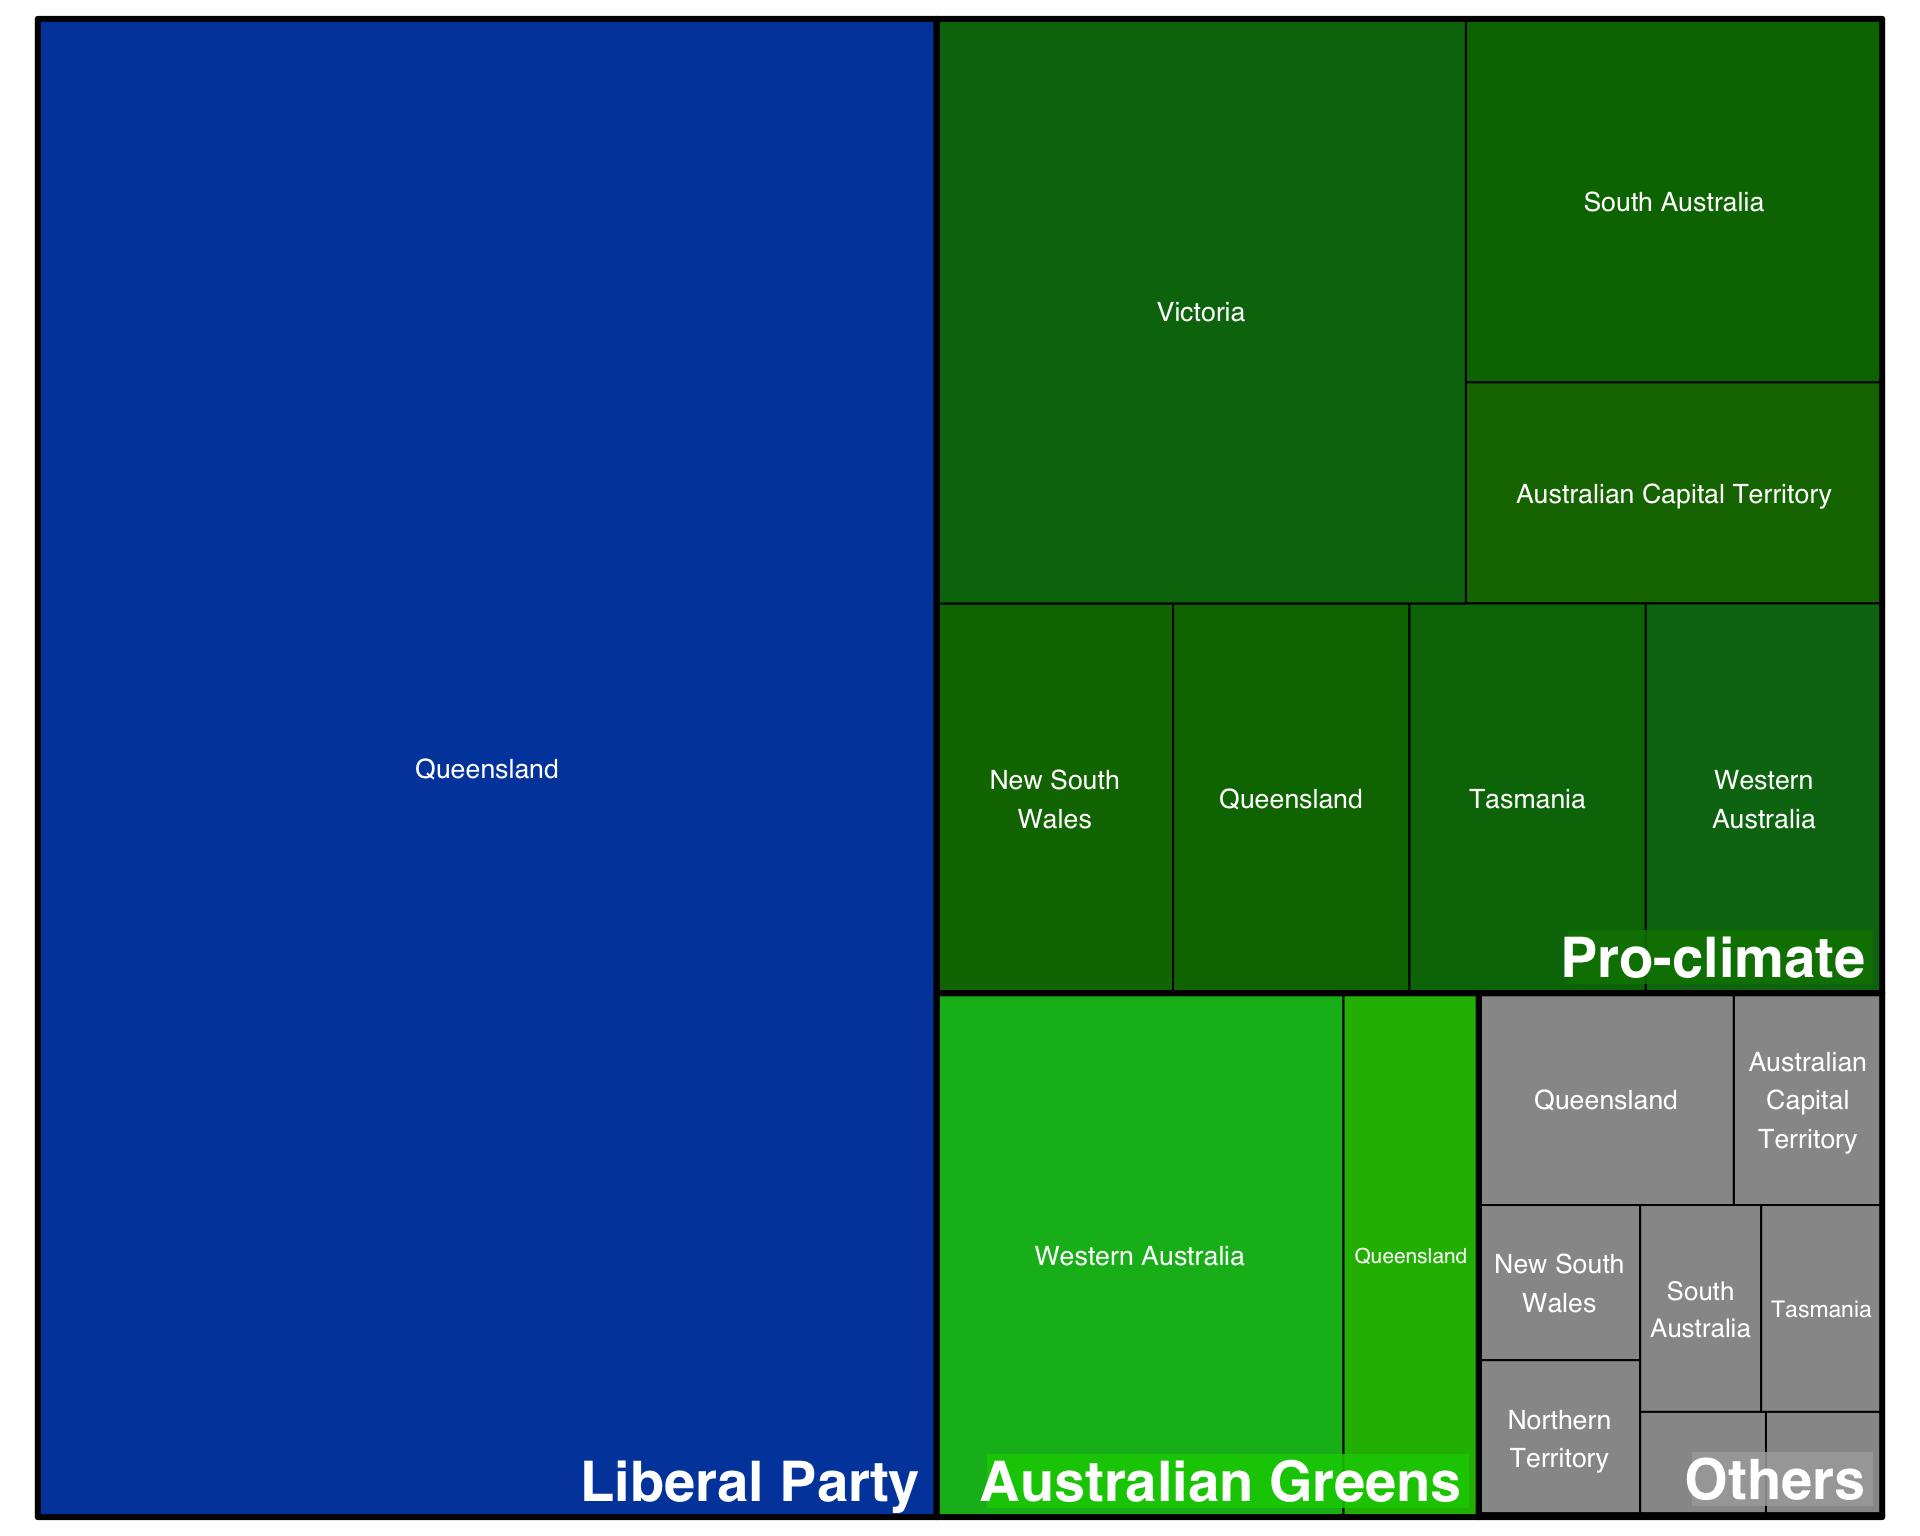 Queensland
Liberal Party
Victoria
South Australia
Australian Capital Territory
New South
Wales
Queensland
Tasmania
Western
Australia
Pro-climate
Western Australia
Queensland
Australian Greens
Queensland
Australian
Capital
Territory
New South
Wales
South
Australia
Tasmania
Northern
Territory
Others